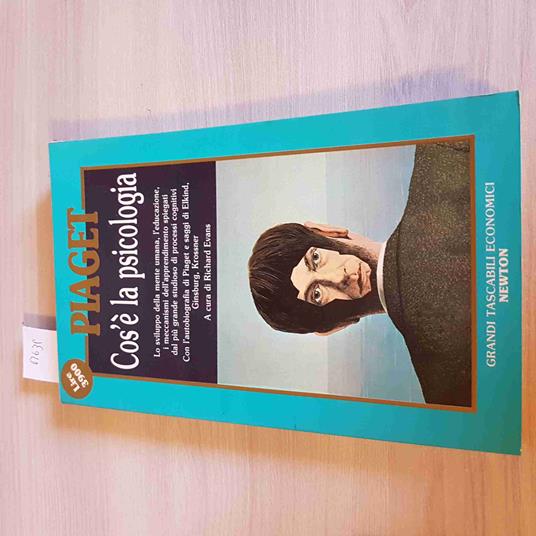 Lire
3900
PIAGET
Cos'è la psicologia
Lo sviluppo della mente umana, l'educazione,
i meccanismi dell'apprendimento spiegati
dal più grande studioso di processi cognitivi
Con l'autobiografia di Piaget e saggi di Elkind,
Ginsburg, Krossner
A cura di Richard Evans
GRANDI TASCABILI ECONOMICI
NEWTON